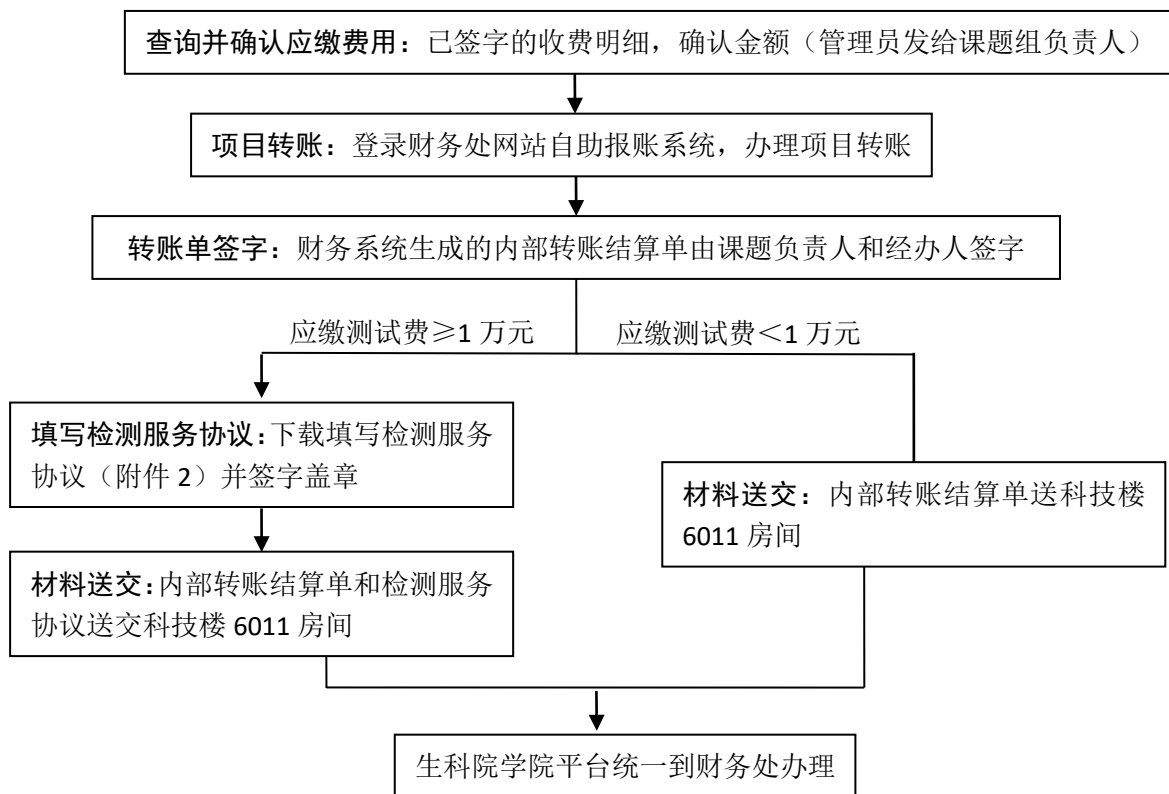 查询并确认应缴费用：已签字的收费明细，确认金额（管理员发给课题组负责人）
项目转账：登录财务处网站自助报账系统，办理项目转账
转账单签字：财务系统生成的内部转账结算单由课题负责人和经办人签字
应缴测试费≥1 万元
应缴测试费＜1 万元
填写检测服务协议：下载填写检测服务
协议（附件 2）并签字盖章
材料送交：内部转账结算单和检测服务
协议送交科技楼 6011 房间
材料送交：内部转账结算单送科技楼
6011 房间
生科院学院平台统一到财务处办理